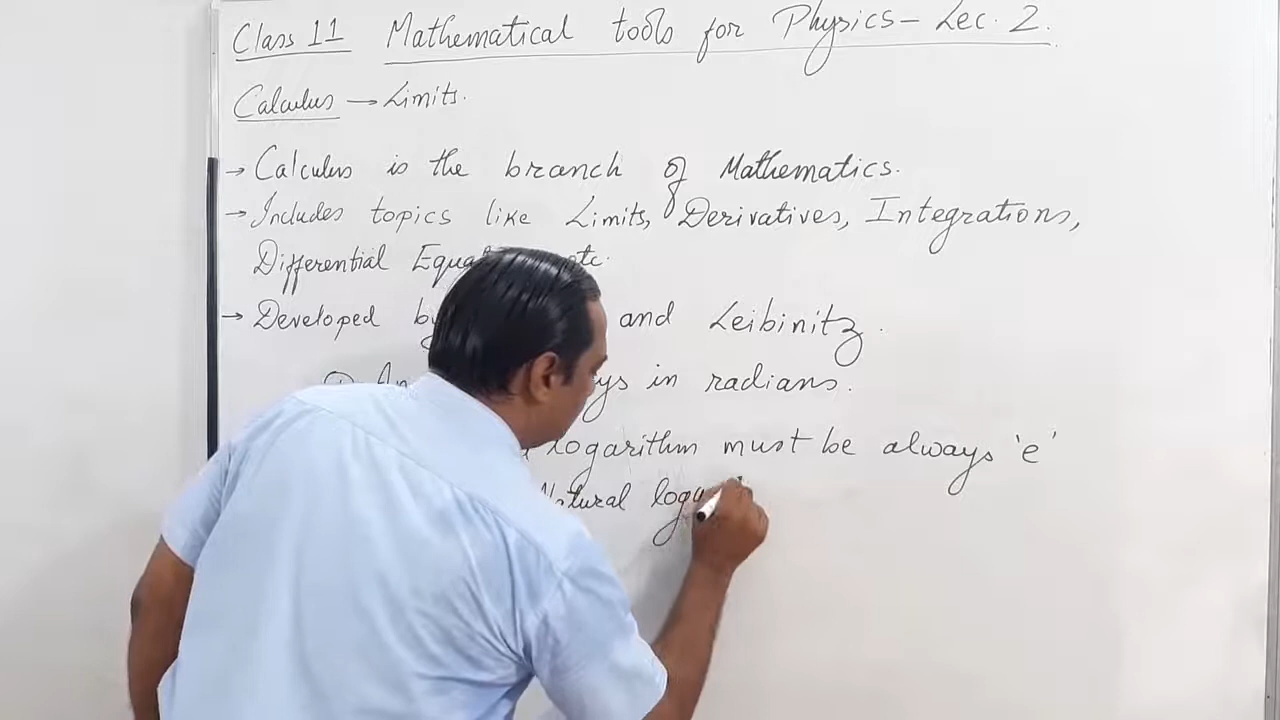 Class 11 Mathematical tools for Physics - Lec. 2.
Calculus → Limits.
→ Calculus is the branch of Mathematics.
→ Includes topics like Limits, Derivatives, Integrations,
Differential etc.
→ Developed and Leibinitz.
in radians.
logarithm must be always 'e'
Natural